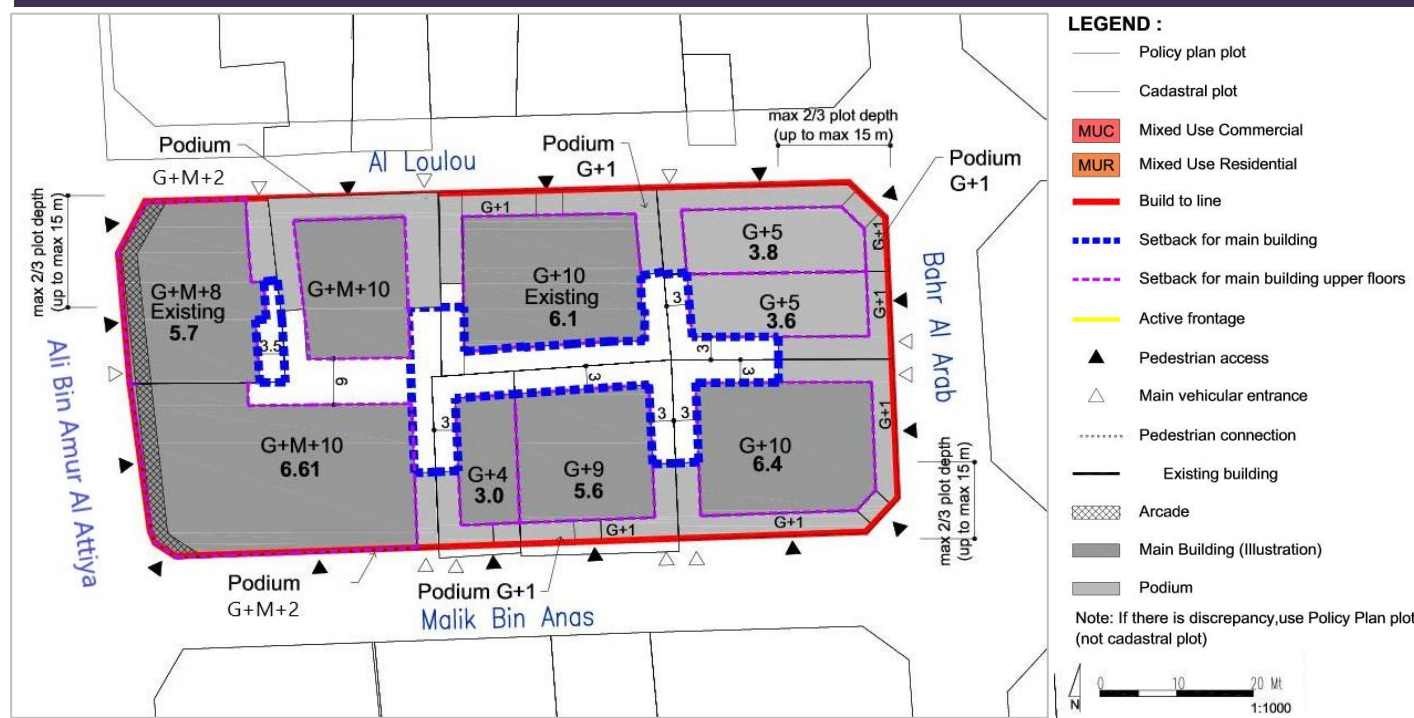 Podium
G+M+2
Al Loulou
Podium
G+1
max 2/3 plot depth
(up to max 15 m)
Podium
G+1
max 2/3 plot depth
(up to max 15 m)
G+M+8
Existing
5.7
G+M+10
G+1
G+10
Existing
6.1
G+5
3.8
G+1
G+5
3.6
G+1
3
3
3.5
6
3
3
3
3
3
G+M+10
6.61
G+4
3.0
G+9
5.6
G+10
6.4
G+1
G+1
G+1
Bahr Al Arab
Ali Bin Amur Al Attiya
max 2/3 plot depth
(up to max 15 m)
Podium
G+M+2
Podium G+1
Malik Bin Anas
LEGEND :
Policy plan plot
Cadastral plot
MUC Mixed Use Commercial
MUR Mixed Use Residential
Build to line
Setback for main building
Setback for main building upper floors
Active frontage
Pedestrian access
Main vehicular entrance
Pedestrian connection
Existing building
Arcade
Main Building (Illustration)
Podium
Note: If there is discrepancy,use Policy Plan plot
(not cadastral plot)
N
0 10 20 Mt
1:1000